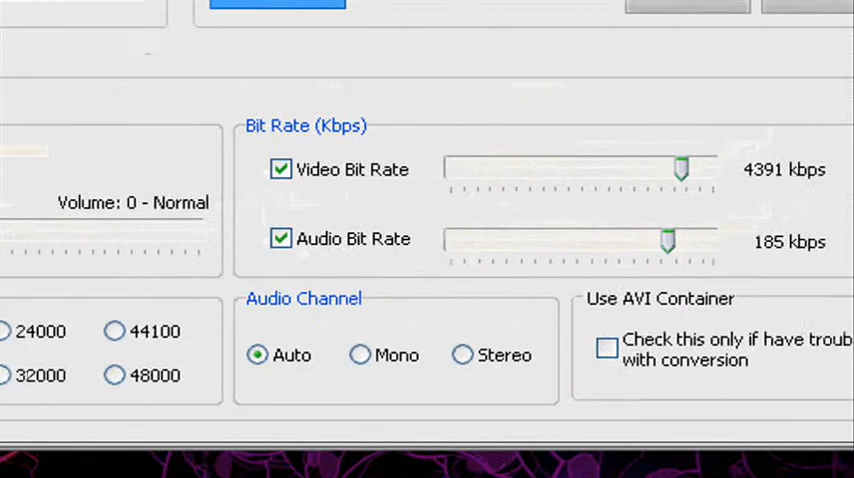 Bit Rate (Kbps)
Video Bit Rate
4391 kbps
Volume: 0 - Normal
Audio Bit Rate
185 kbps
Audio Channel
Use AVI Container
24000
44100
Auto
Mono
Stereo
Check this only if have troub
with conversion
32000
48000